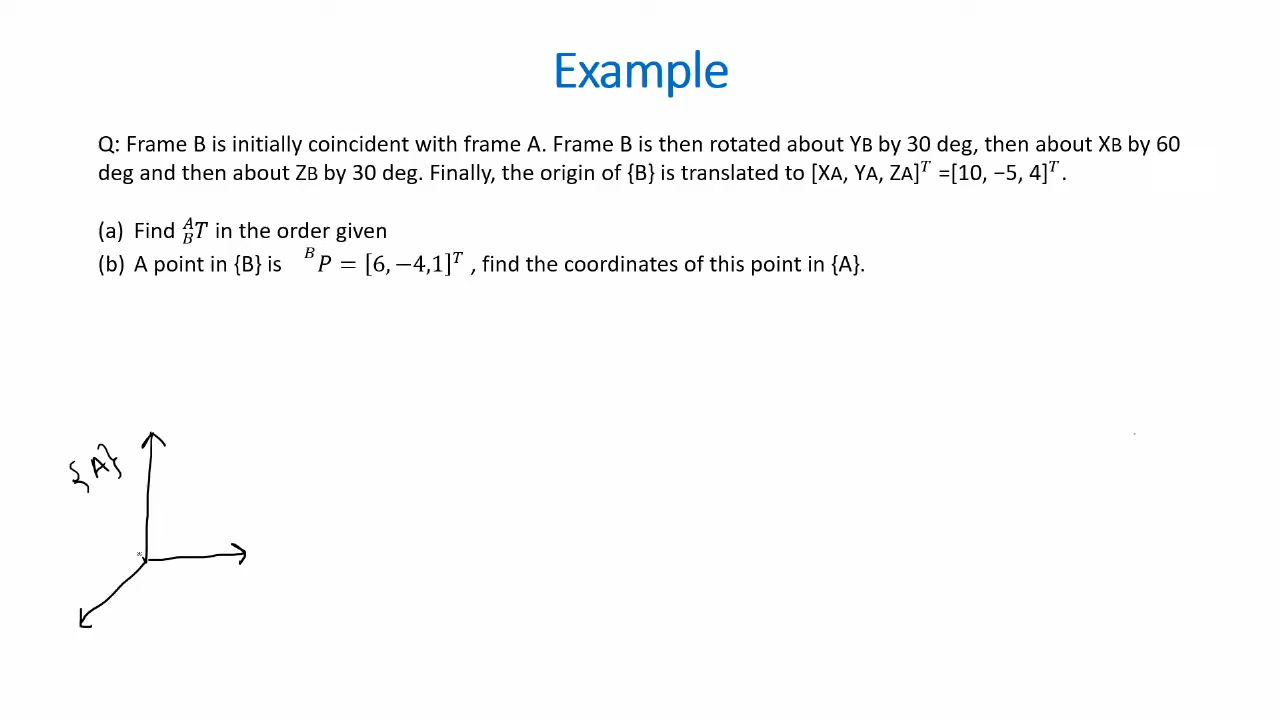 Example
Q: Frame B is initially coincident with frame A. Frame B is then rotated about YB by 30 deg, then about XB by 60
deg and then about ZB by 30 deg. Finally, the origin of {B} is translated to [XA, YA, ZA]ᵀ =[10, −5, 4]ᵀ.
(a) Find ᴬ_BT in the order given
(b) A point in {B} is ᴮP = [6, −4,1]ᵀ , find the coordinates of this point in {A}.
{A}